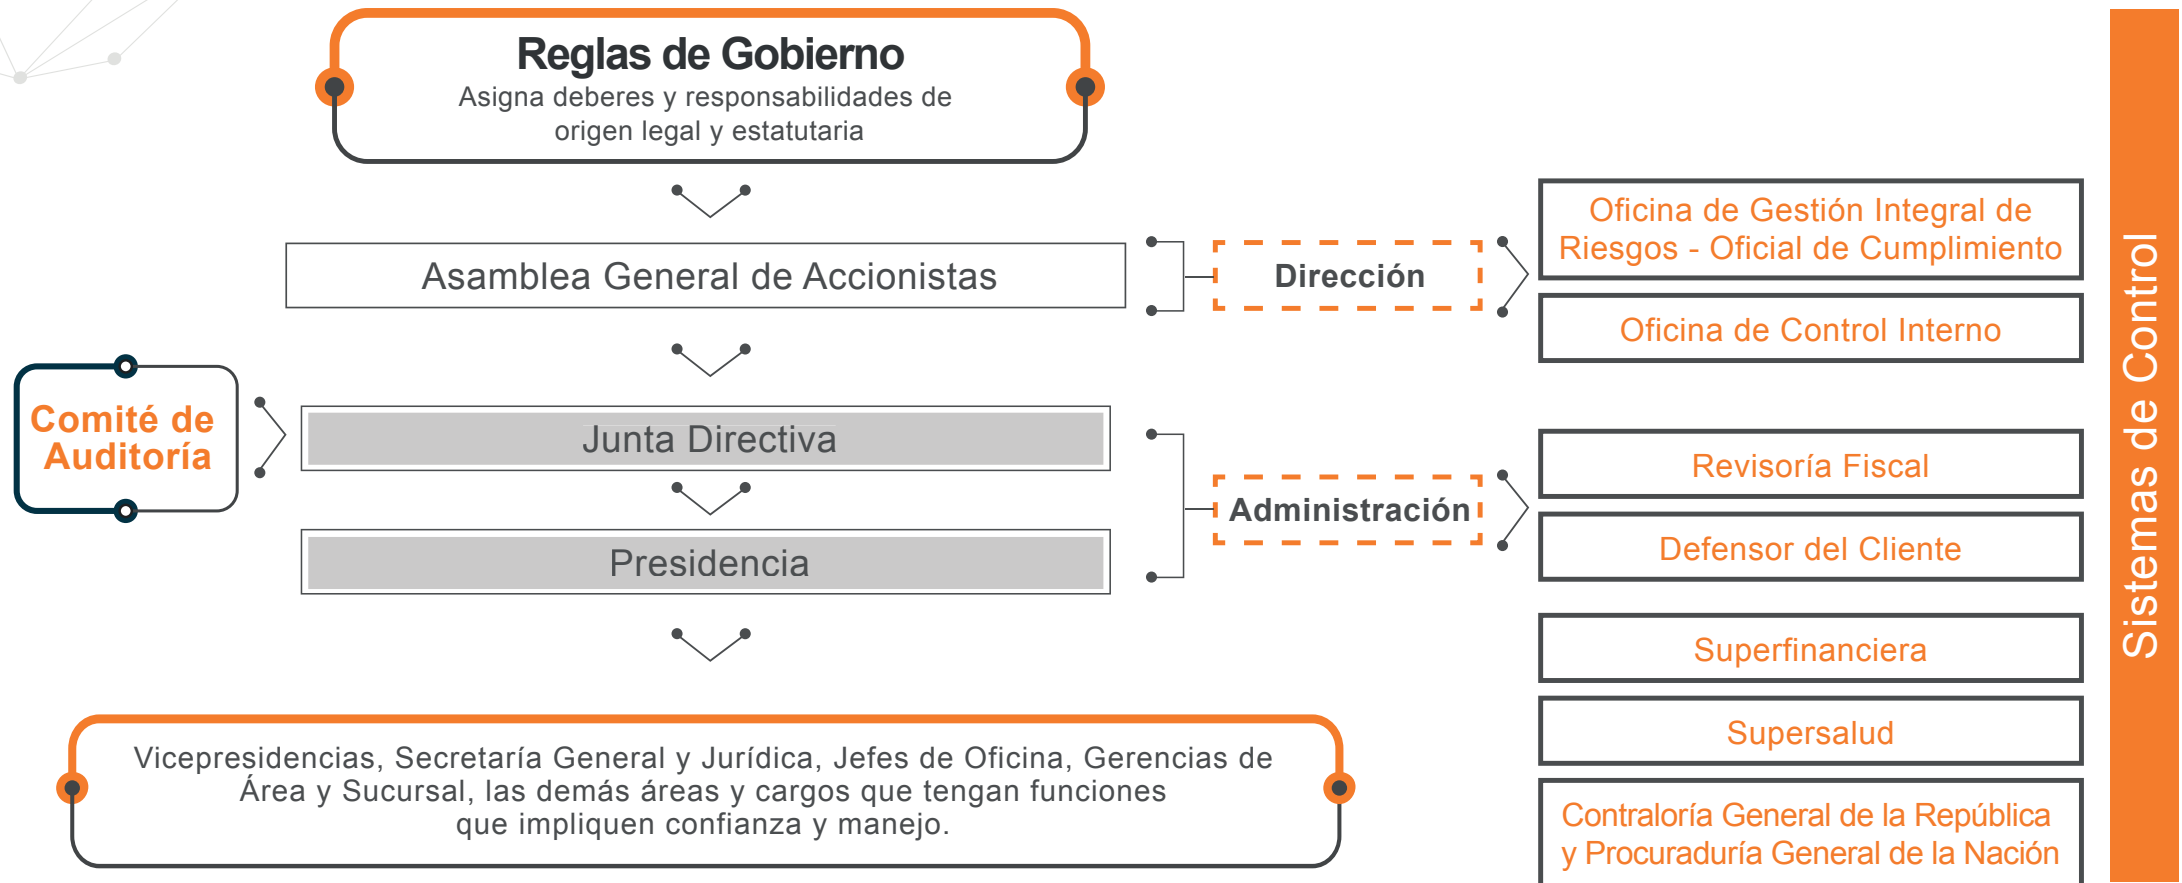 Reglas de Gobierno
Asigna deberes y responsabilidades de
origen legal y estatutaria
Asamblea General de Accionistas
Dirección
Oficina de Gestión Integral de
Riesgos - Oficial de Cumplimiento
Oficina de Control Interno
Comité de
Auditoría
Junta Directiva
Presidencia
Administración
Revisoría Fiscal
Defensor del Cliente
Superfinanciera
Supersalud
Contraloría General de la República
y Procuraduría General de la Nación
Vicepresidencias, Secretaría General y Jurídica, Jefes de Oficina, Gerencias de
Área y Sucursal, las demás áreas y cargos que tengan funciones
que impliquen confianza y manejo.
Sistemas de Control